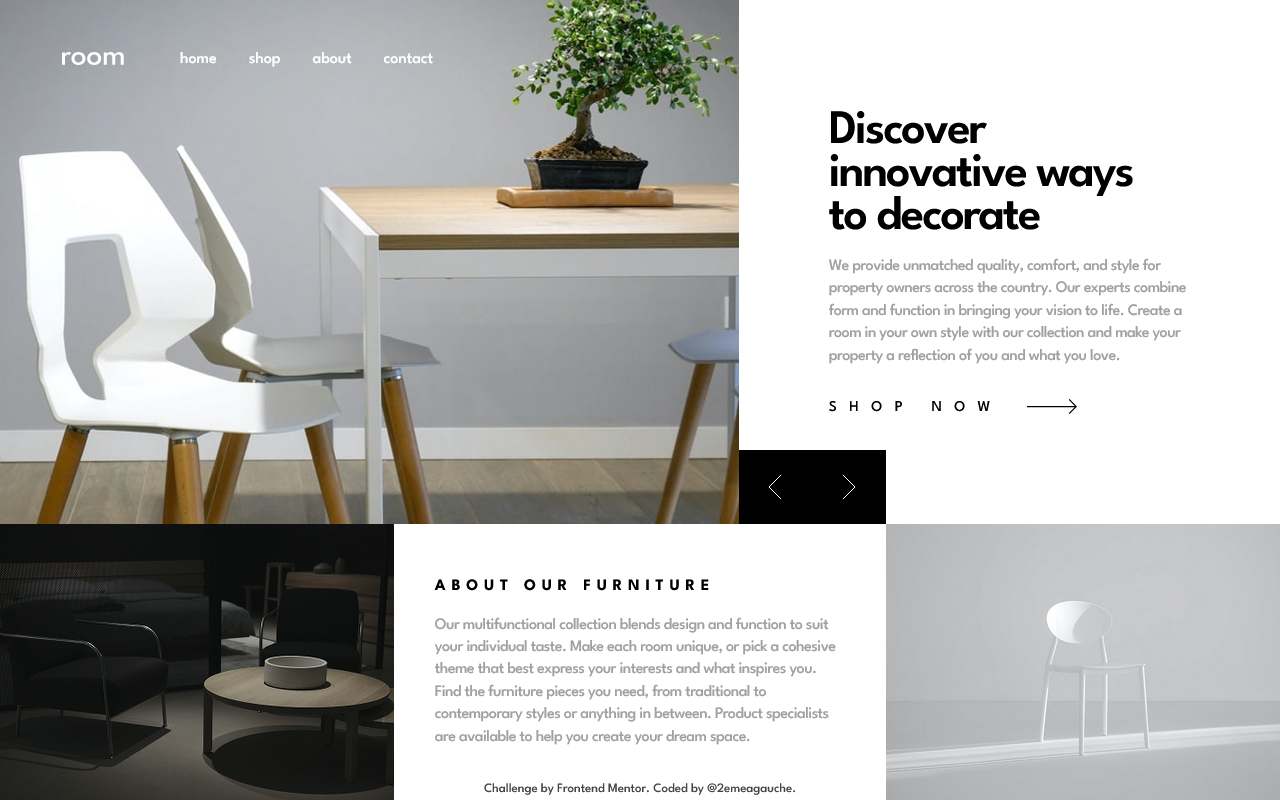 room
home shop about contact
Discover
innovative ways
to decorate
We provide unmatched quality, comfort, and style for
property owners across the country. Our experts combine
form and function in bringing your vision to life. Create a
room in your own style with our collection and make your
property a reflection of you and what you love.
SHOP NOW
ABOUT OUR FURNITURE
Our multifunctional collection blends design and function to suit
your individual taste. Make each room unique, or pick a cohesive
theme that best express your interests and what inspires you.
Find the furniture pieces you need, from traditional to
contemporary styles or anything in between. Product specialists
are available to help you create your dream space.
Challenge by Frontend Mentor. Coded by @2emeagauche.